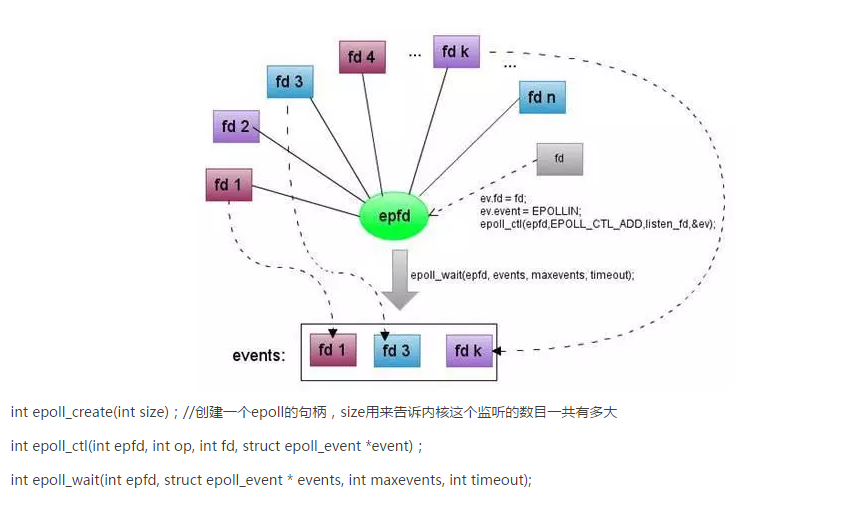 fd 4
...
fd k
...
fd 3
fd n
fd 2
fd
fd 1
ev.fd = fd;
ev.event = EPOLLIN;
epoll_ctl(epfd,EPOLL_CTL_ADD,listen_fd,&ev);
epfd
epoll_wait(epfd, events, maxevents, timeout);
events:
fd 1
fd 3
fd k
int epoll_create(int size)；//创建一个epoll的句柄，size用来告诉内核这个监听的数目一共有多大
int epoll_ctl(int epfd, int op, int fd, struct epoll_event *event)；
int epoll_wait(int epfd, struct epoll_event * events, int maxevents, int timeout);